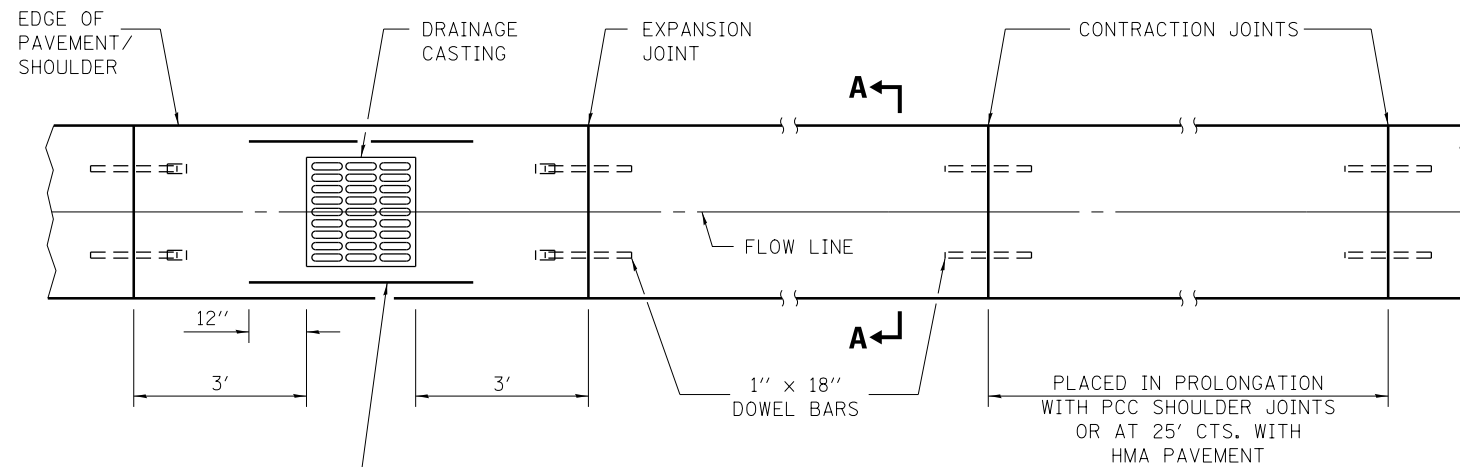 EDGE OF
PAVEMENT/
SHOULDER
DRAINAGE
CASTING
EXPANSION
JOINT
CONTRACTION JOINTS
A
FLOW LINE
A
12''
3'
3'
1'' × 18''
DOWEL BARS
PLACED IN PROLONGATION
WITH PCC SHOULDER JOINTS
OR AT 25' CTS. WITH
HMA PAVEMENT